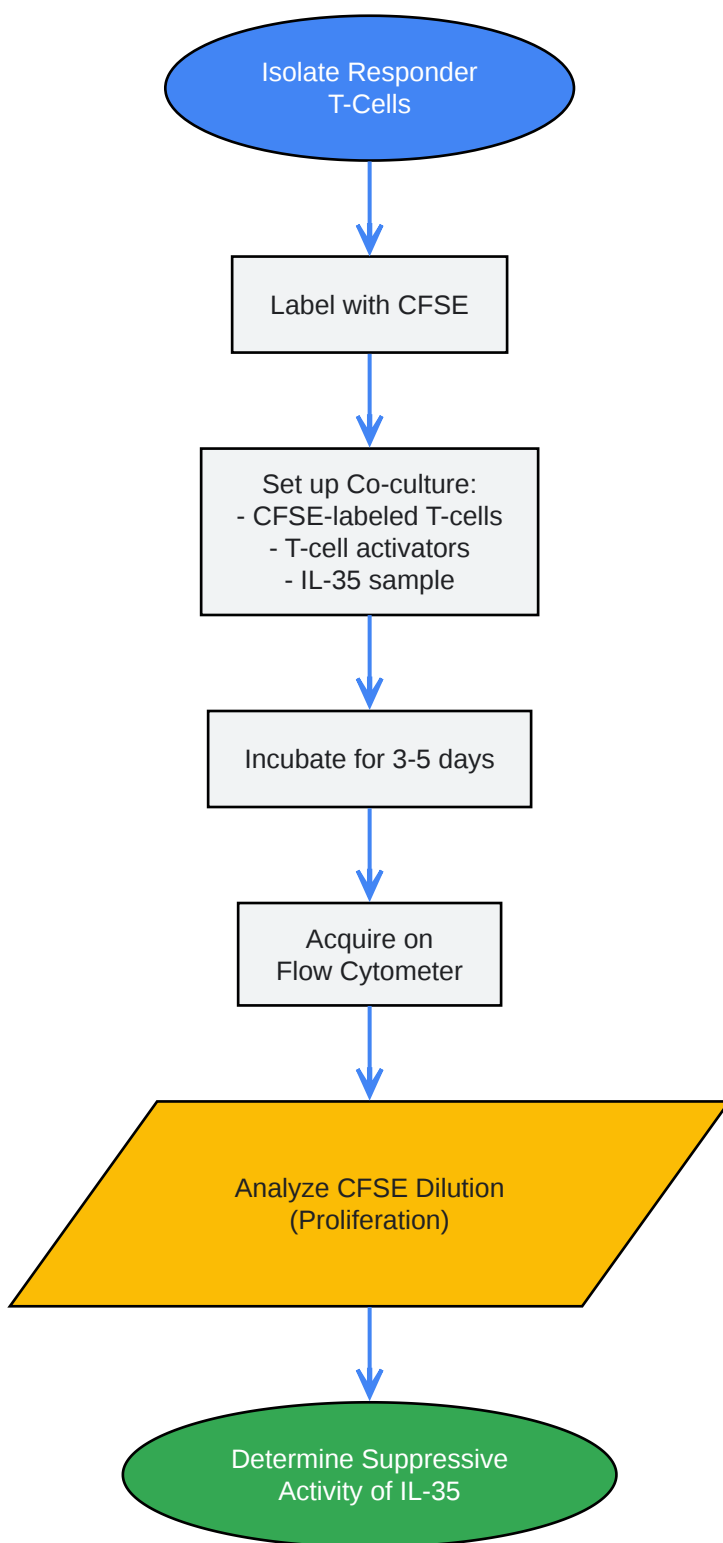 Isolate Responder
T-Cells
Label with CFSE
Set up Co-culture:
- CFSE-labeled T-cells
- T-cell activators
- IL-35 sample
Incubate for 3-5 days
Acquire on
Flow Cytometer
Analyze CFSE Dilution
(Proliferation)
Determine Suppressive
Activity of IL-35